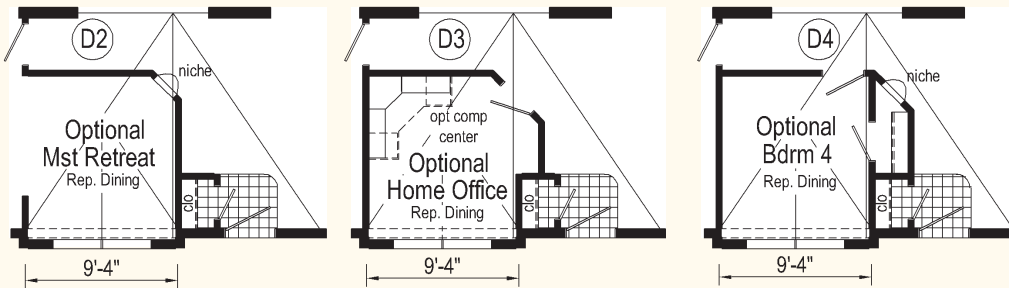 D2
niche
Optional
Mst Retreat
Rep. Dining
clo
9'-4"
D3
opt comp
center
Optional
Home Office
Rep. Dining
clo
9'-4"
D4
niche
Optional
Bdrm 4
Rep. Dining
clo
9'-4"